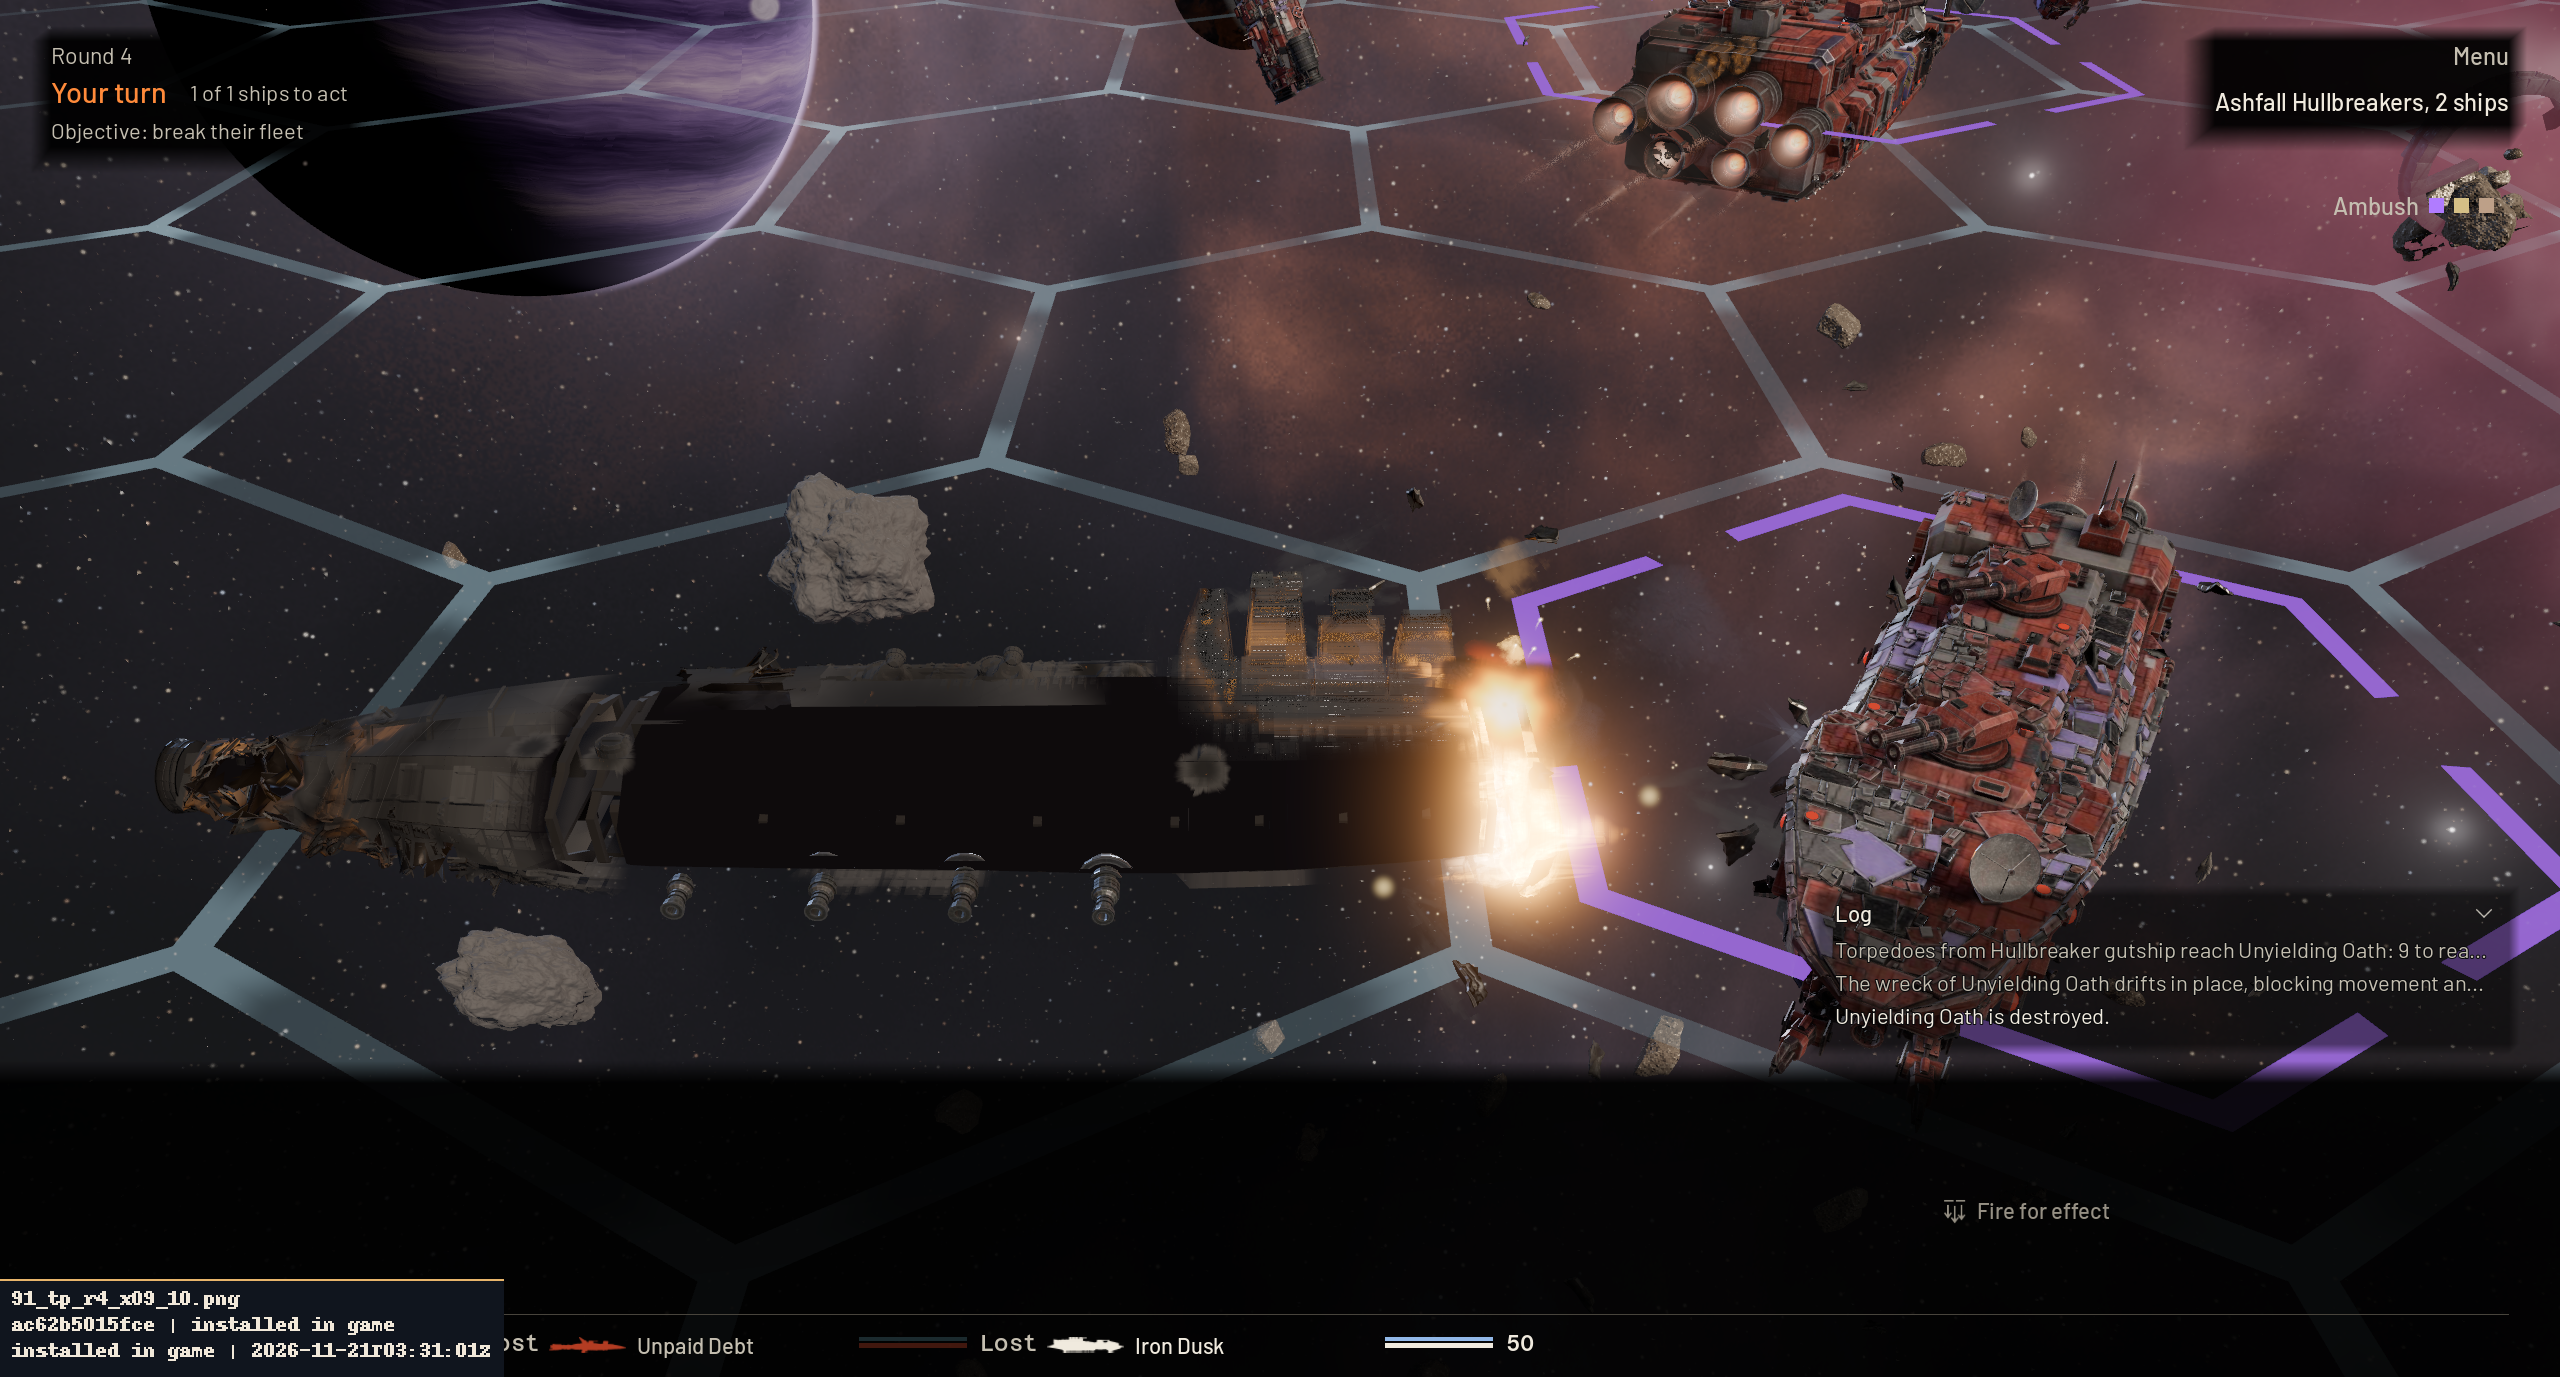 Round 4
Your turn 1 of 1 ships to act
Objective: break their fleet
Menu
Ashfall Hullbreakers, 2 ships
Ambush
Log
Torpedoes from Hullbreaker gutship reach Unyielding Oath: 9 to rea...
The wreck of Unyielding Oath drifts in place, blocking movement an...
Unyielding Oath is destroyed.
Fire for effect
91_tp_r4_x09_10.png
ac62b5015fce | installed in game
installed in game | 2026-11-21T03:31:01Z
Unpaid Debt Lost Iron Dusk 50